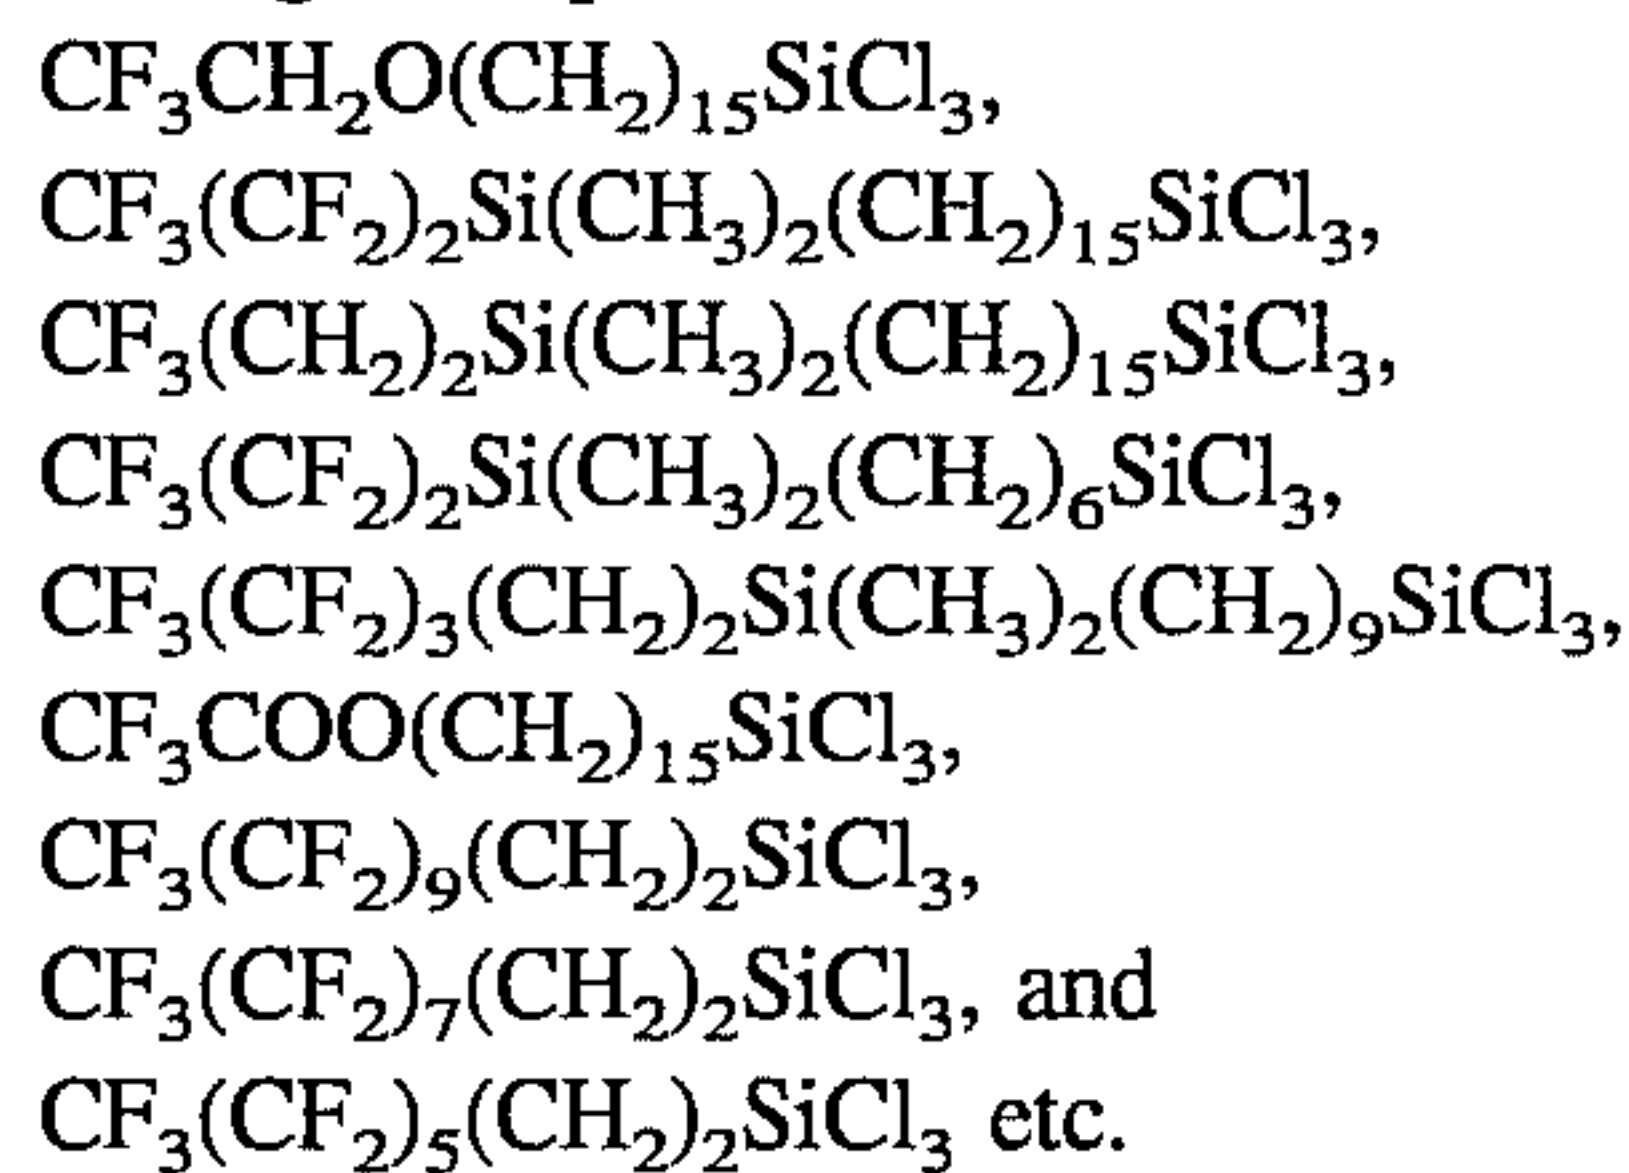 CF₃CH₂O(CH₂)₁₅SiCl₃,
CF₃(CF₂)₂Si(CH₃)₂(CH₂)₁₅SiCl₃,
CF₃(CH₂)₂Si(CH₃)₂(CH₂)₁₅SiCl₃,
CF₃(CF₂)₂Si(CH₃)₂(CH₂)₆SiCl₃,
CF₃(CF₂)₃(CH₂)₂Si(CH₃)₂(CH₂)₉SiCl₃,
CF₃COO(CH₂)₁₅SiCl₃,
CF₃(CF₂)₉(CH₂)₂SiCl₃,
CF₃(CF₂)₇(CH₂)₂SiCl₃, and
CF₃(CF₂)₅(CH₂)₂SiCl₃ etc.